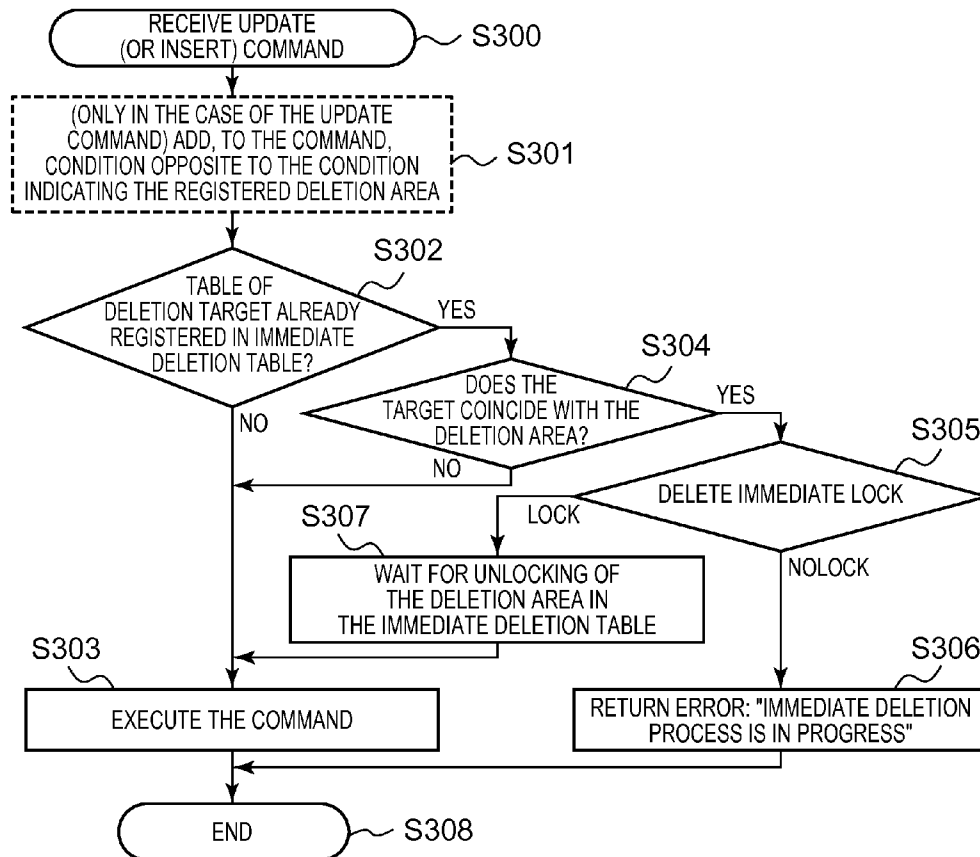 RECEIVE UPDATE
(OR INSERT) COMMAND
S300
(ONLY IN THE CASE OF THE UPDATE
COMMAND) ADD, TO THE COMMAND,
CONDITION OPPOSITE TO THE CONDITION
INDICATING THE REGISTERED DELETION AREA
S301
S302
TABLE OF
DELETION TARGET ALREADY
REGISTERED IN IMMEDIATE
DELETION TABLE?
YES
NO
S304
DOES THE
TARGET COINCIDE WITH THE
DELETION AREA?
YES
NO
S305
DELETE IMMEDIATE LOCK
LOCK
NOLOCK
S307
WAIT FOR UNLOCKING OF
THE DELETION AREA IN
THE IMMEDIATE DELETION TABLE
S303
EXECUTE THE COMMAND
S306
RETURN ERROR: "IMMEDIATE DELETION
PROCESS IS IN PROGRESS"
END
S308